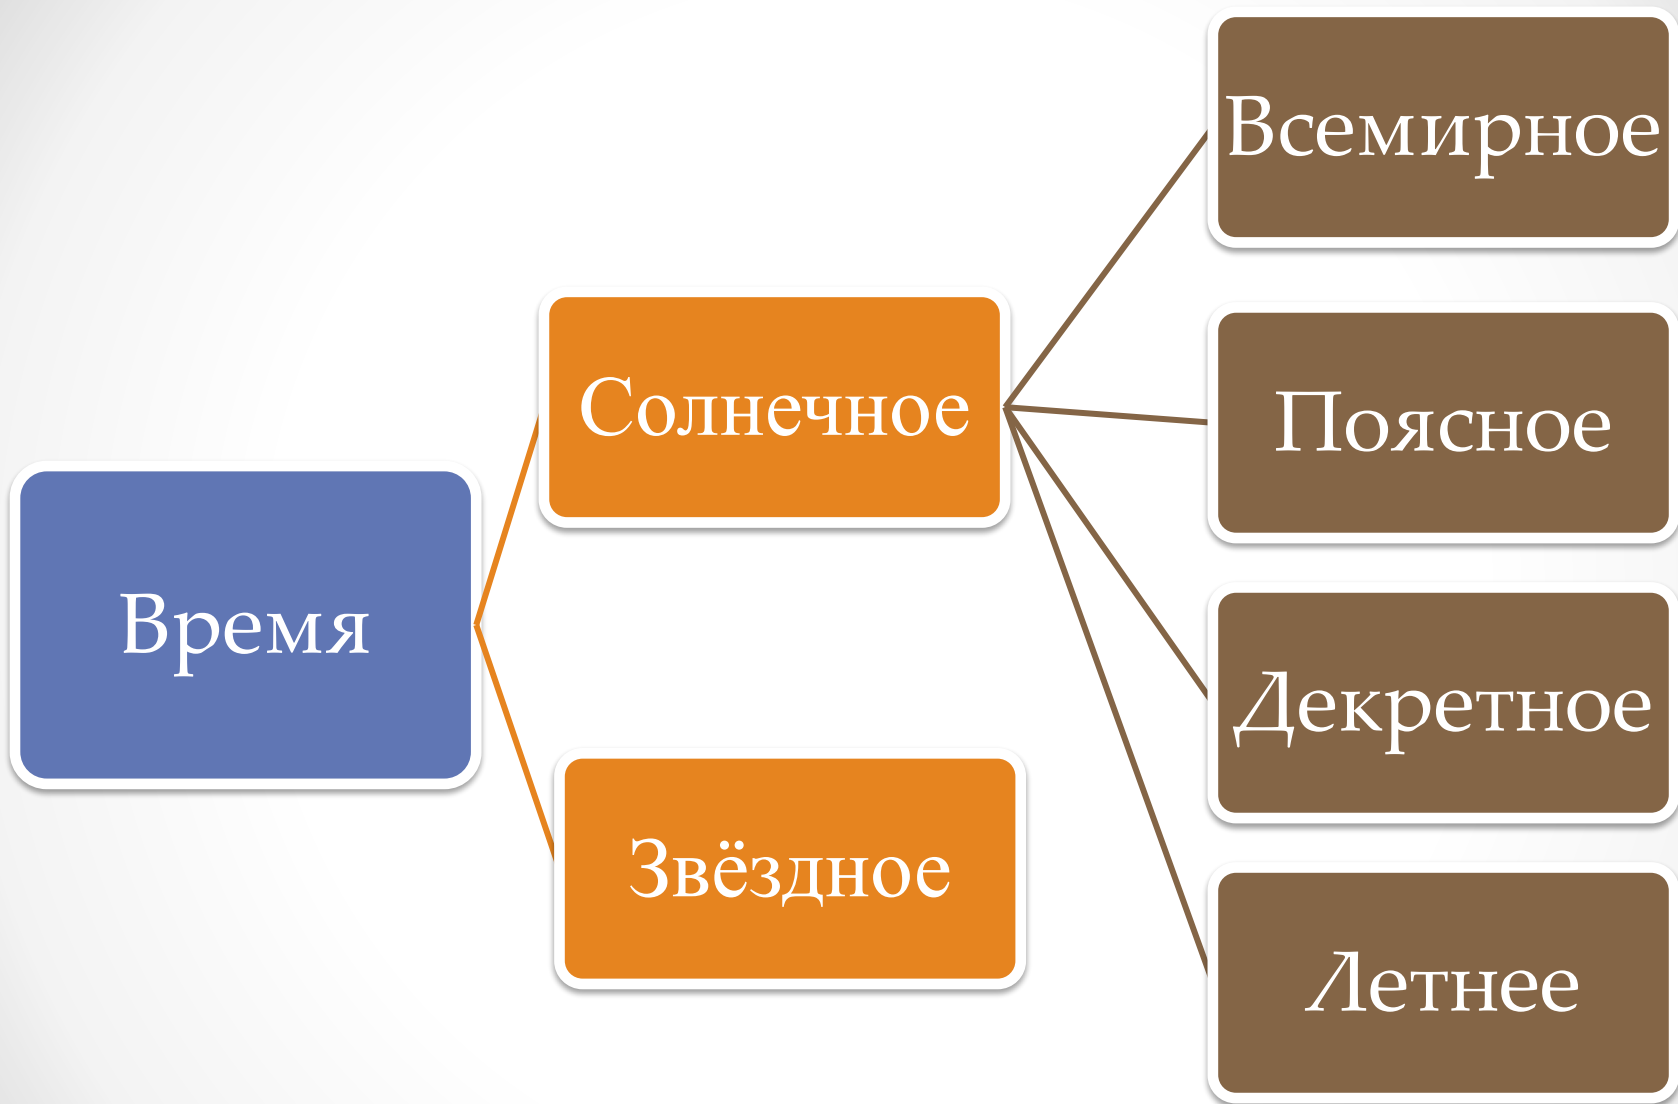 Время
Солнечное
Звёздное
Всемирное
Поясное
Декретное
Летнее